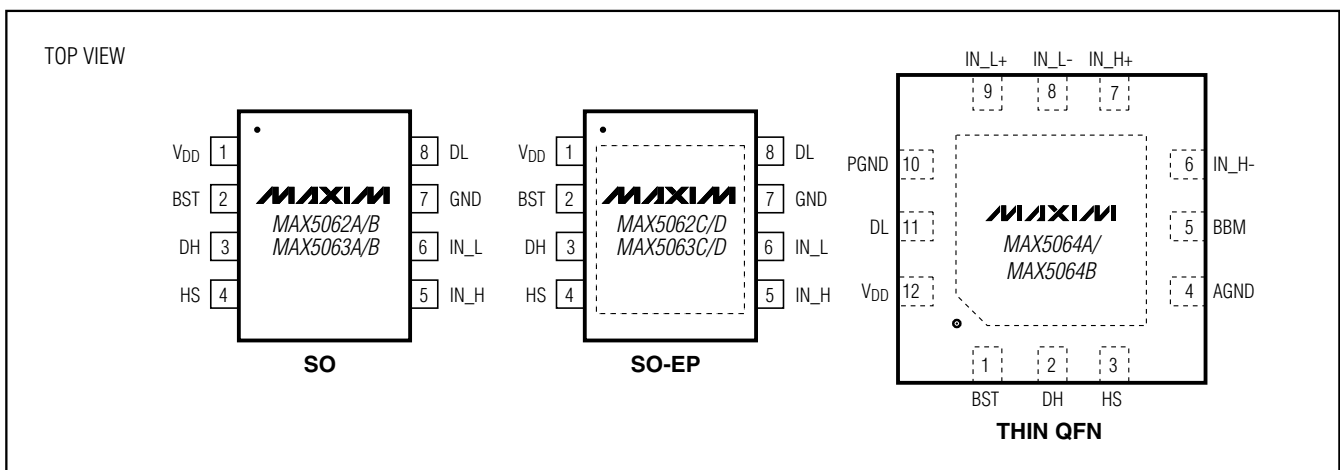 TOP VIEW
VDD 1
BST 2
DH 3
HS 4
8 DL
7 GND
6 IN_L
5 IN_H
MAXIM
MAX5062A/B
MAX5063A/B
SO
VDD 1
BST 2
DH 3
HS 4
8 DL
7 GND
6 IN_L
5 IN_H
MAXIM
MAX5062C/D
MAX5063C/D
SO-EP
IN_L+ IN_L- IN_H+
9 8 7
PGND 10
DL 11
VDD 12
6 IN_H-
5 BBM
4 AGND
MAXIM
MAX5064A/
MAX5064B
1 2 3
BST DH HS
THIN QFN